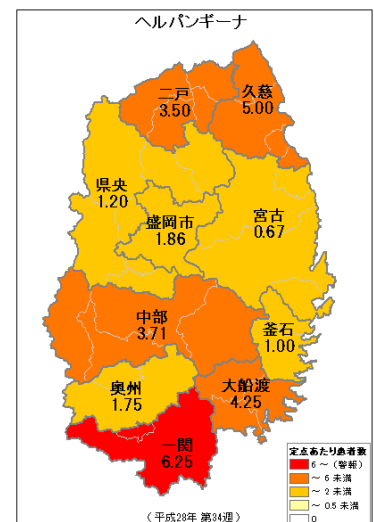 ヘルパンギーナ
二戸
3.50
久慈
5.00
県央
1.20
盛岡市
1.86
宮古
0.67
中部
3.71
釜石
1.00
奥州
1.75
大船渡
4.25
一関
6.25
定点あたり患者数
6 ～ (警報)
～ 6 未満
～ 2 未満
～ 0.5 未満
0
(平成28年 第34週)